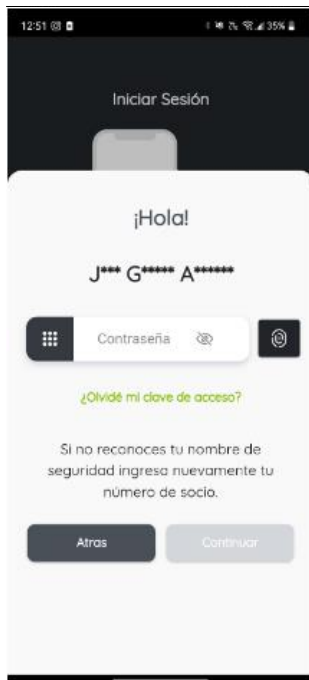 12:51 35%
Iniciar Sesión
¡Hola!
J*** G***** A******
Contraseña
¿Olvidé mi clave de acceso?
Si no reconoces tu nombre de
seguridad ingresa nuevamente tu
número de socio.
Atras
Continuar